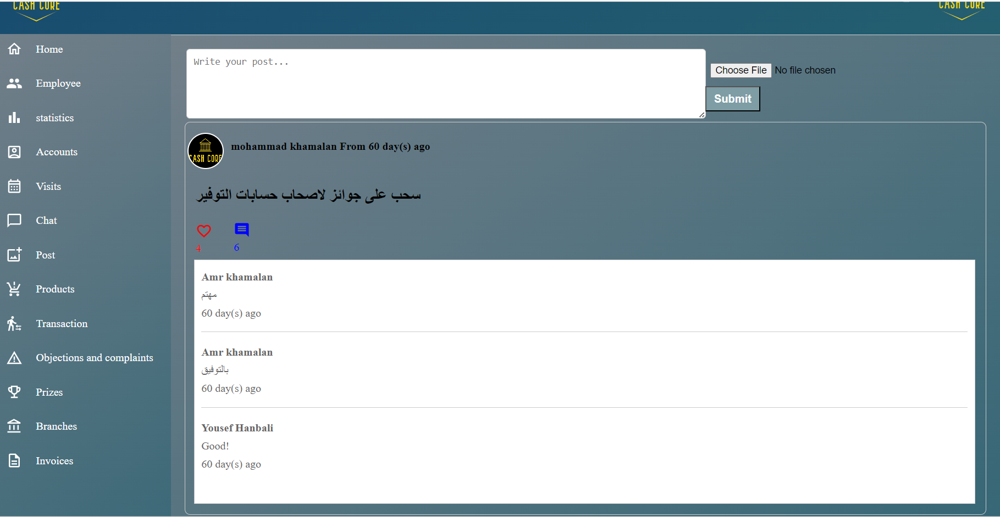 CASH CORE
CASH CORE
Home
Employee
statistics
Accounts
Visits
Chat
Post
Products
Transaction
Objections and complaints
Prizes
Branches
Invoices
Write your post...
Choose File No file chosen
Submit
CASH CORE
mohammad khamalan From 60 day(s) ago
سحب على جوائز لاصحاب حسابات التوفير
4
6
Amr khamalan
مهتم
60 day(s) ago
Amr khamalan
بالتوفيق
60 day(s) ago
Yousef Hanbali
Good!
60 day(s) ago